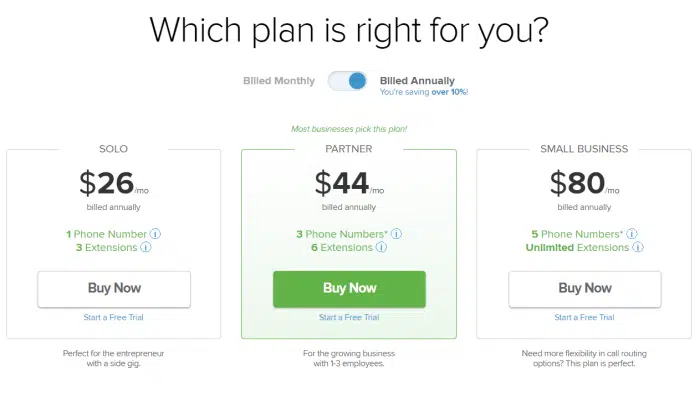 Which plan is right for you?
Billed Monthly
Billed Annually
You're saving over 10%!
Most businesses pick this plan!
SOLO
$26/mo
billed annually
1 Phone Number
3 Extensions
Buy Now
Start a Free Trial
Perfect for the entrepreneur
with a side gig.
PARTNER
$44/mo
billed annually
3 Phone Numbers*
6 Extensions
Buy Now
Start a Free Trial
For the growing business
with 1-3 employees.
SMALL BUSINESS
$80/mo
billed annually
5 Phone Numbers*
Unlimited Extensions
Buy Now
Start a Free Trial
Need more flexibility in call routing
options? This plan is perfect.